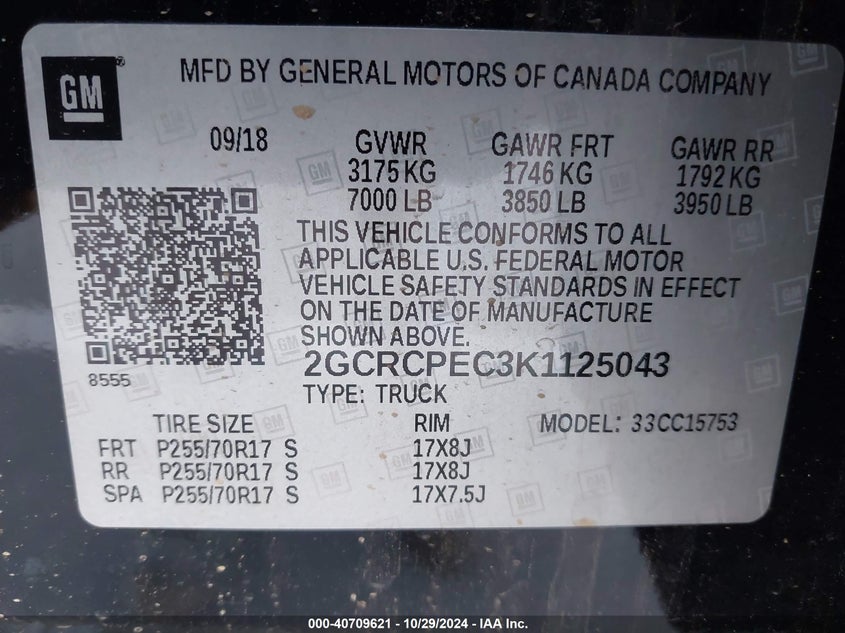 GM
MFD BY GENERAL MOTORS OF CANADA COMPANY
09/18 GVWR GAWR FRT GAWR RR
3175 KG 1746 KG 1792 KG
7000 LB 3850 LB 3950 LB
THIS VEHICLE CONFORMS TO ALL
APPLICABLE U.S. FEDERAL MOTOR
VEHICLE SAFETY STANDARDS IN EFFECT
ON THE DATE OF MANUFACTURE
SHOWN ABOVE.
2GCRCPEC3K1125043
8555
TYPE: TRUCK
TIRE SIZE RIM MODEL: 33CC15753
FRT P255/70R17 S 17X8J
RR P255/70R17 S 17X8J
SPA P255/70R17 S 17X7.5J
000-40709621 - 10/29/2024 - IAA Inc.